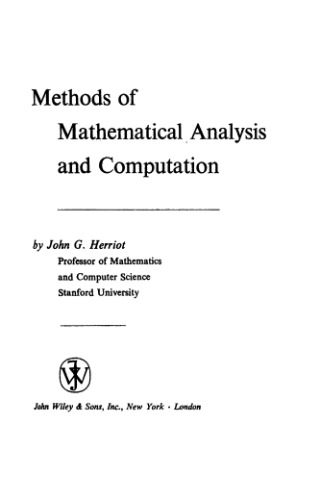 Methods of
Mathematical Analysis
and Computation
by John G. Herriot
Professor of Mathematics
and Computer Science
Stanford University
John Wiley & Sons, Inc., New York · London